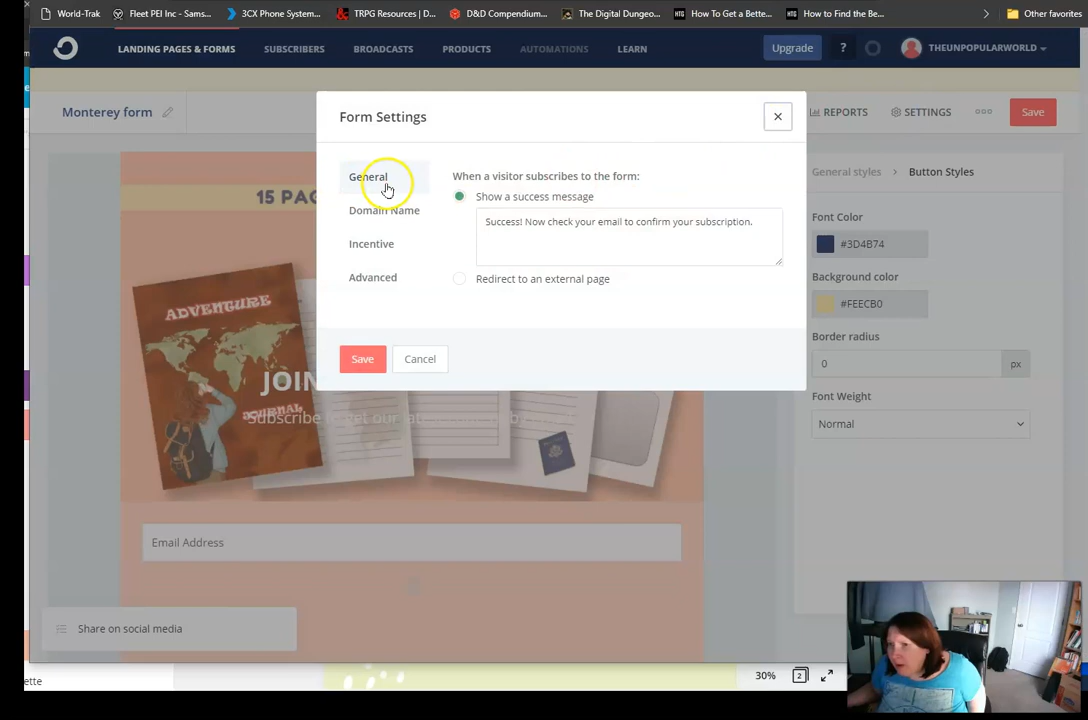 World-Trak Fleet PEI Inc - Sams... 3CX Phone System... TRPG Resources | D... D&D Compendium... The Digital Dungeo... How To Get a Bette... How to Find the Be... Other favorites
LANDING PAGES & FORMS SUBSCRIBERS BROADCASTS PRODUCTS AUTOMATIONS LEARN Upgrade ? THEUNPOPULARWORLD
Monterey form REPORTS SETTINGS Save
Form Settings
General
Domain Name
Incentive
Advanced
When a visitor subscribes to the form:
Show a success message
Success! Now check your email to confirm your subscription.
Redirect to an external page
Save Cancel
General styles Button Styles
Font Color
#3D4B74
Background color
#FEECB0
Border radius
0 px
Font Weight
Normal
15 PAG
ADVENTURE
JOURNAL
JOIN
Subscribe to get our
Email Address
Share on social media
ette
30%
2